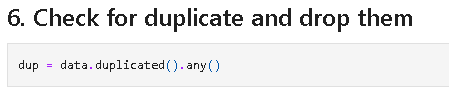 6. Check for duplicate and drop them
dup = data.duplicated().any()